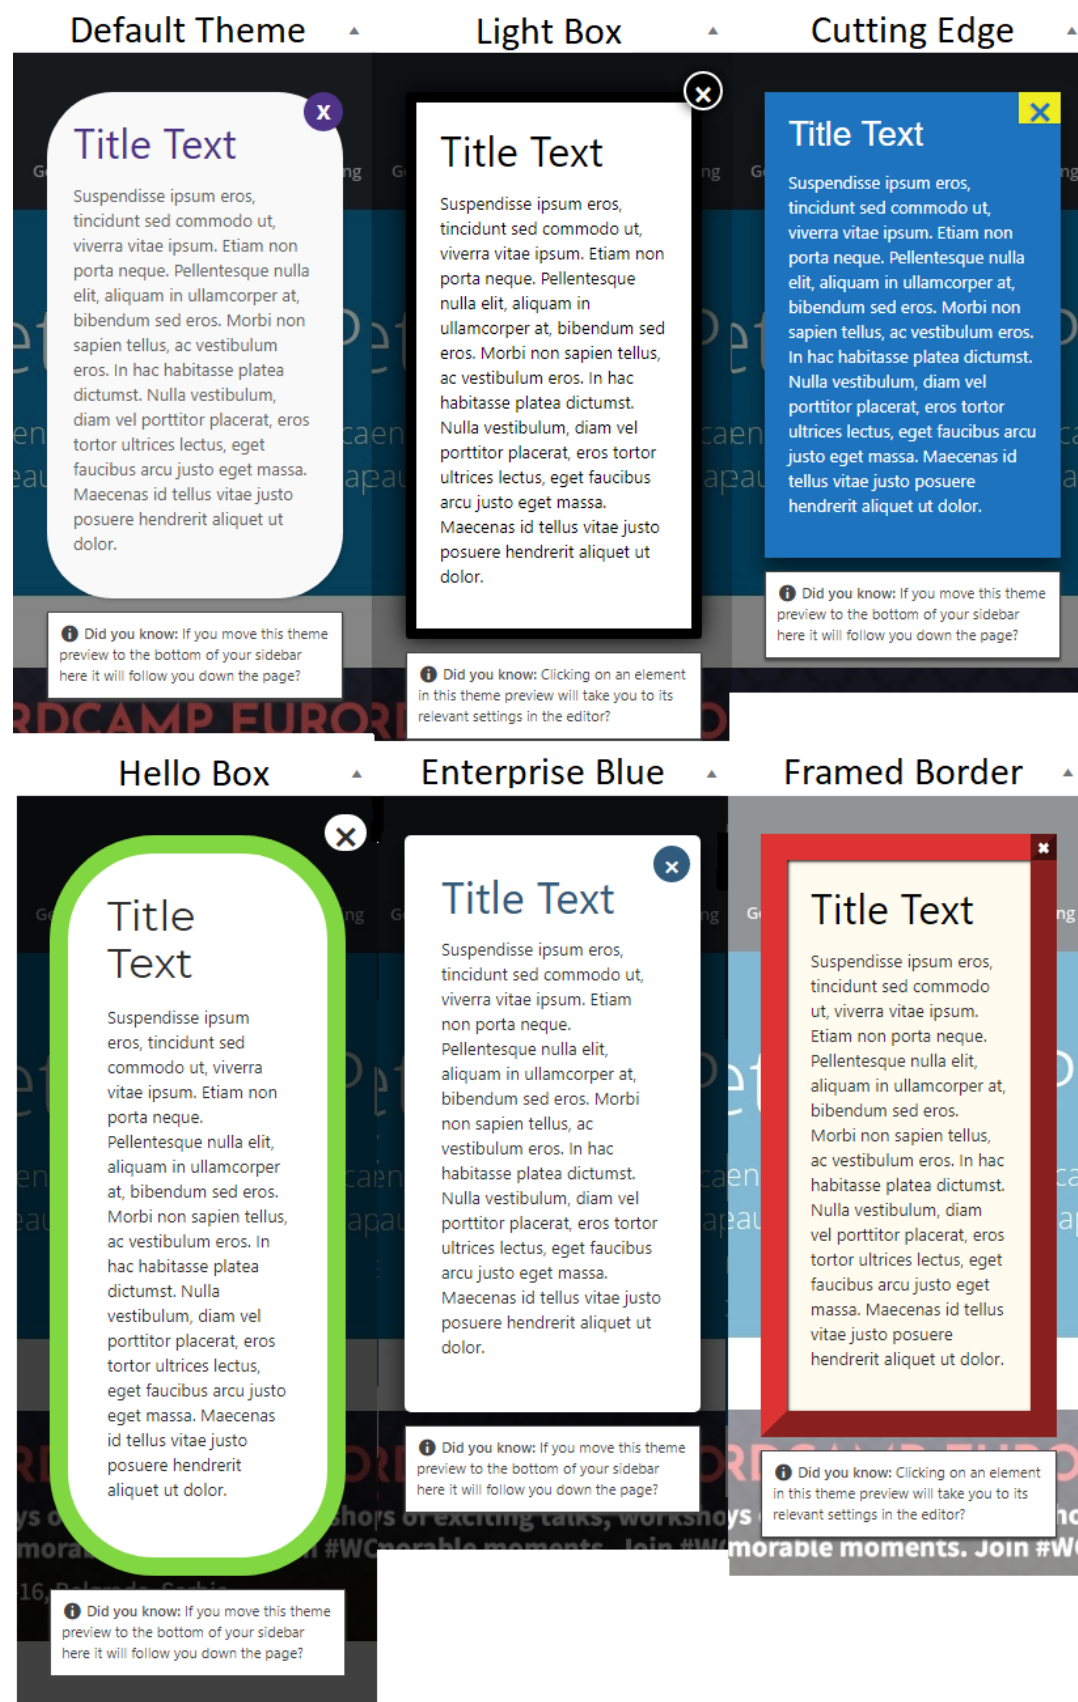 Default Theme
x
Title Text
Suspendisse ipsum eros,
tincidunt sed commodo ut,
viverra vitae ipsum. Etiam non
porta neque. Pellentesque nulla
elit, aliquam in ullamcorper at,
bibendum sed eros. Morbi non
sapien tellus, ac vestibulum
eros. In hac habitasse platea
dictumst. Nulla vestibulum,
diam vel porttitor placerat, eros
tortor ultrices lectus, eget
faucibus arcu justo eget massa.
Maecenas id tellus vitae justo
posuere hendrerit aliquet ut
dolor.
Did you know: If you move this theme
preview to the bottom of your sidebar
here it will follow you down the page?
RDCAMP EURO
Light Box
×
Title Text
Suspendisse ipsum eros,
tincidunt sed commodo ut,
viverra vitae ipsum. Etiam non
porta neque. Pellentesque
nulla elit, aliquam in
ullamcorper at, bibendum sed
eros. Morbi non sapien tellus,
ac vestibulum eros. In hac
habitasse platea dictumst.
Nulla vestibulum, diam vel
porttitor placerat, eros tortor
ultrices lectus, eget faucibus
arcu justo eget massa.
Maecenas id tellus vitae justo
posuere hendrerit aliquet ut
dolor.
Did you know: Clicking on an element
in this theme preview will take you to its
relevant settings in the editor?
Cutting Edge
×
Title Text
Suspendisse ipsum eros,
tincidunt sed commodo ut,
viverra vitae ipsum. Etiam non
porta neque. Pellentesque nulla
elit, aliquam in ullamcorper at,
bibendum sed eros. Morbi non
sapien tellus, ac vestibulum eros.
In hac habitasse platea dictumst.
Nulla vestibulum, diam vel
porttitor placerat, eros tortor
ultrices lectus, eget faucibus arcu
justo eget massa. Maecenas id
tellus vitae justo posuere
hendrerit aliquet ut dolor.
Did you know: If you move this theme
preview to the bottom of your sidebar
here it will follow you down the page?
Hello Box
×
Title
Text
Suspendisse ipsum
eros, tincidunt sed
commodo ut, viverra
vitae ipsum. Etiam non
porta neque.
Pellentesque nulla elit,
aliquam in ullamcorper
at, bibendum sed eros.
Morbi non sapien tellus,
ac vestibulum eros. In
hac habitasse platea
dictumst. Nulla
vestibulum, diam vel
porttitor placerat, eros
tortor ultrices lectus,
eget faucibus arcu justo
eget massa. Maecenas
id tellus vitae justo
posuere hendrerit
aliquet ut dolor.
Did you know: If you move this theme
preview to the bottom of your sidebar
here it will follow you down the page?
Enterprise Blue
×
Title Text
Suspendisse ipsum eros,
tincidunt sed commodo ut,
viverra vitae ipsum. Etiam
non porta neque.
Pellentesque nulla elit,
aliquam in ullamcorper at,
bibendum sed eros. Morbi
non sapien tellus, ac
vestibulum eros. In hac
habitasse platea dictumst.
Nulla vestibulum, diam vel
porttitor placerat, eros tortor
ultrices lectus, eget faucibus
arcu justo eget massa.
Maecenas id tellus vitae justo
posuere hendrerit aliquet ut
dolor.
Did you know: If you move this theme
preview to the bottom of your sidebar
here it will follow you down the page?
of exciting talks, worksho
Framed Border
×
Title Text
Suspendisse ipsum eros,
tincidunt sed commodo
ut, viverra vitae ipsum.
Etiam non porta neque.
Pellentesque nulla elit,
aliquam in ullamcorper at,
bibendum sed eros.
Morbi non sapien tellus,
ac vestibulum eros. In hac
habitasse platea dictumst.
Nulla vestibulum, diam
vel porttitor placerat, eros
tortor ultrices lectus, eget
faucibus arcu justo eget
massa. Maecenas id tellus
vitae justo posuere
hendrerit aliquet ut dolor.
Did you know: Clicking on an element
in this theme preview will take you to its
relevant settings in the editor?
morable moments. Join #W